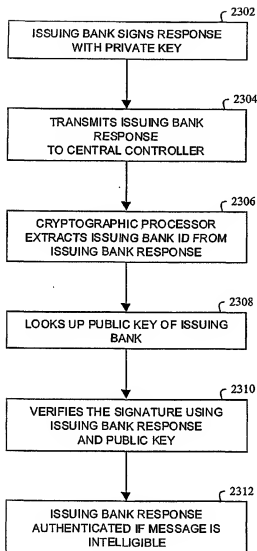 2302
ISSUING BANK SIGNS RESPONSE
WITH PRIVATE KEY
2304
TRANSMITS ISSUING BANK
RESPONSE
TO CENTRAL CONTROLLER
2306
CRYPTOGRAPHIC PROCESSOR
EXTRACTS ISSUING BANK ID FROM
ISSUING BANK RESPONSE
2308
LOOKS UP PUBLIC KEY OF ISSUING
BANK
2310
VERIFIES THE SIGNATURE USING
ISSUING BANK RESPONSE
AND PUBLIC KEY
2312
ISSUING BANK RESPONSE
AUTHENTICATED IF MESSAGE IS
INTELLIGIBLE